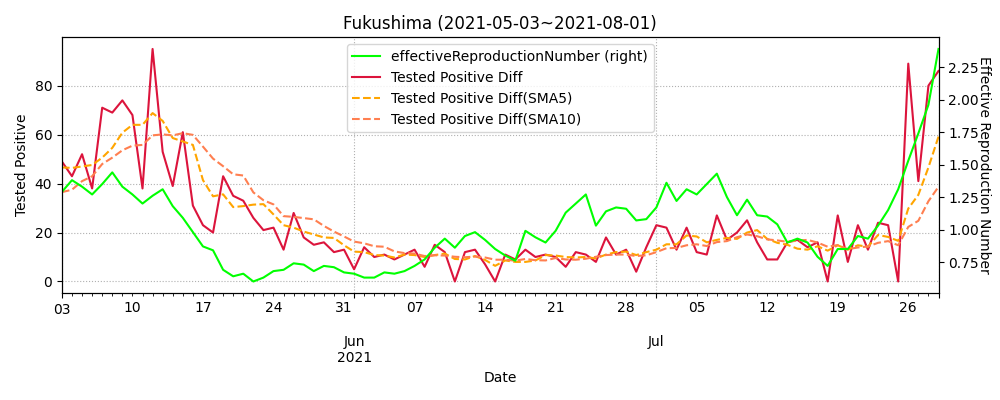 Fukushima (2021-05-03~2021-08-01)
effectiveReproductionNumber (right)
Tested Positive Diff
Tested Positive Diff(SMA5)
Tested Positive Diff(SMA10)
Tested Positive
80
60
40
20
0
2.25
2.00
1.75
1.50
1.25
1.00
0.75
Effective Reproduction Number
03 10 17 24 31 07 14 21 28 05 12 19 26
Jun Jul
2021
Date